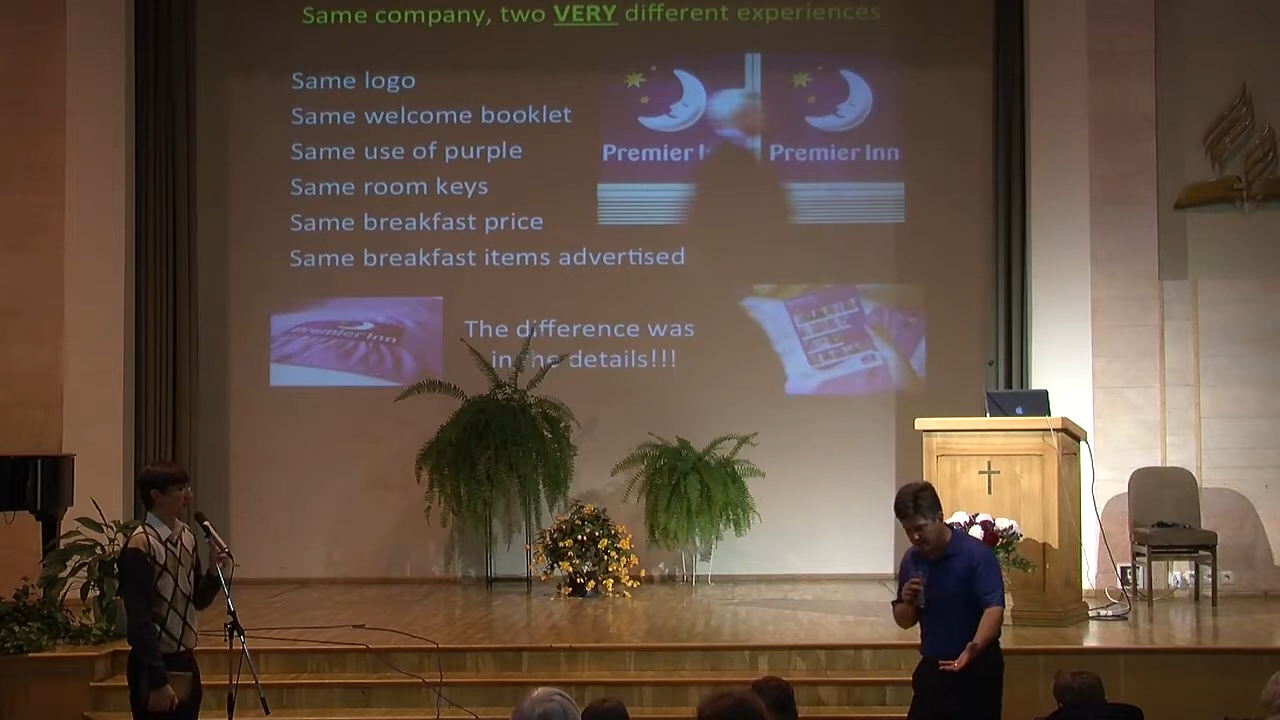 Same company, two VERY different experiences
Same logo
Same welcome booklet
Same use of purple
Same room keys
Same breakfast price
Same breakfast items advertised
Premier I
Premier Inn
Premier Inn
The difference was
in the details!!!